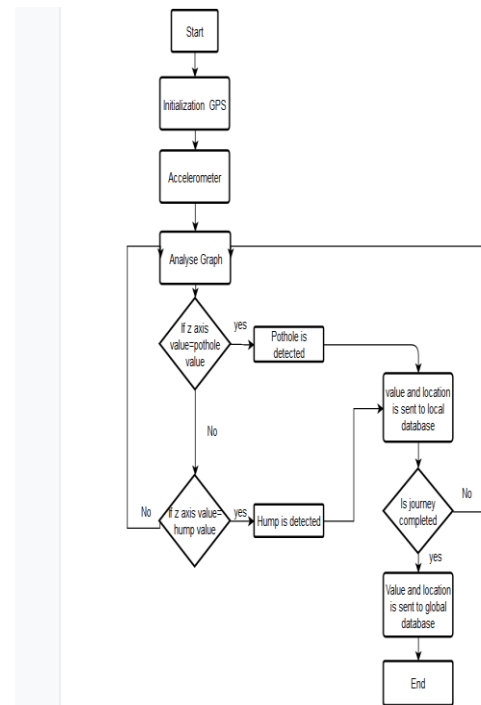 Start
Initialization GPS
Accelerometer
Analyse Graph
If z axis
value=pothole
value
yes
Pothole is
detected
value and location
is sent to local
database
No
If z axis value=
hump value
No
yes
Hump is detected
Is journey
completed
No
yes
Value and location
is sent to global
database
End